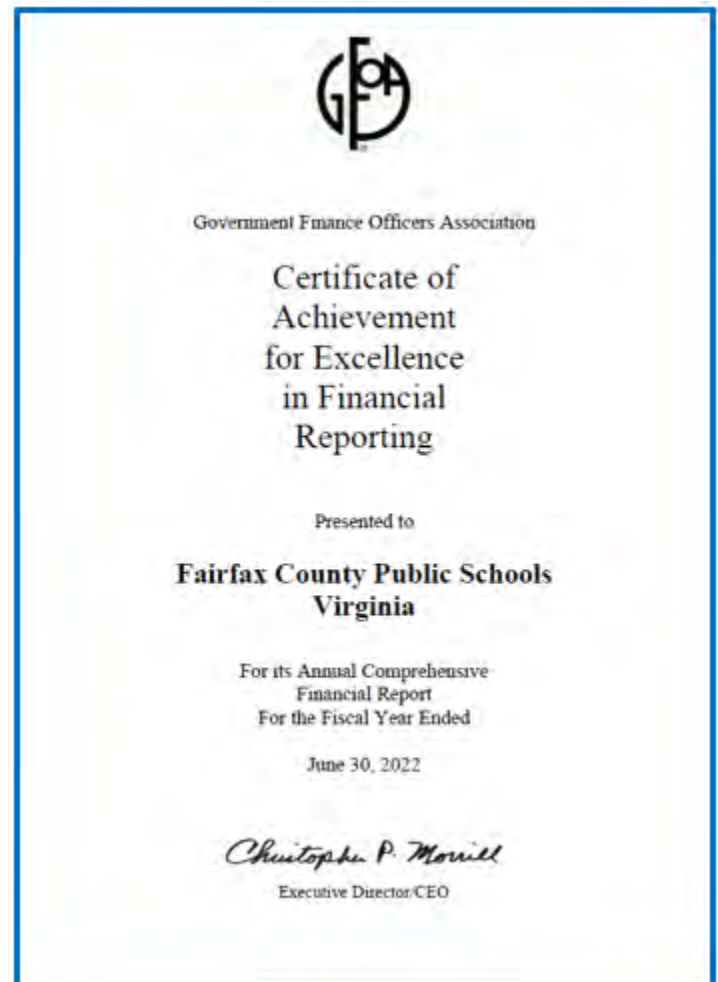 GFOA
Government Finance Officers Association
Certificate of
Achievement
for Excellence
in Financial
Reporting
Presented to
Fairfax County Public Schools
Virginia
For its Annual Comprehensive
Financial Report
For the Fiscal Year Ended
June 30, 2022
Christopher P. Morrill
Executive Director/CEO